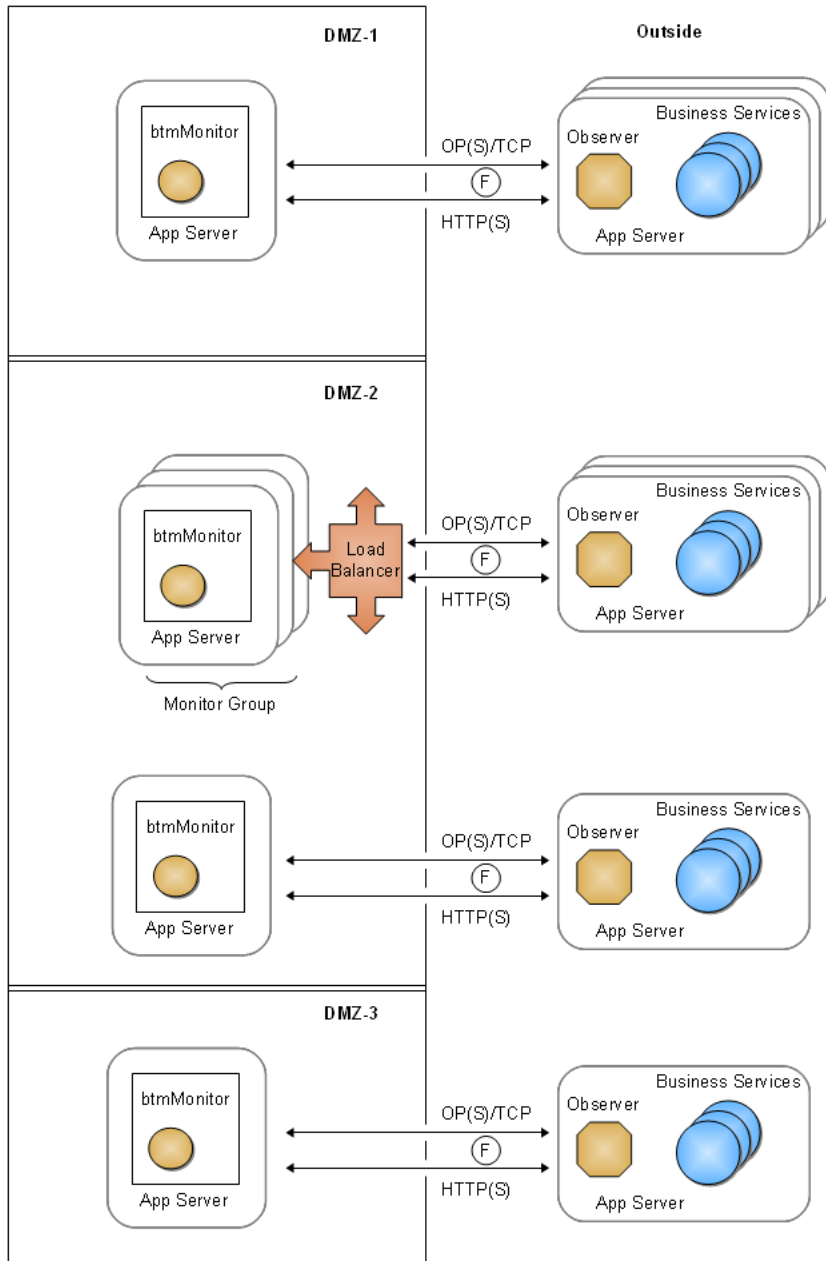 DMZ-1
Outside
btmMonitor
App Server
OP(S)/TCP
F
HTTP(S)
Business Services
Observer
App Server
DMZ-2
btmMonitor
App Server
Monitor Group
Load
Balancer
OP(S)/TCP
F
HTTP(S)
Business Services
Observer
App Server
btmMonitor
App Server
OP(S)/TCP
F
HTTP(S)
Business Services
Observer
App Server
DMZ-3
btmMonitor
App Server
OP(S)/TCP
F
HTTP(S)
Business Services
Observer
App Server